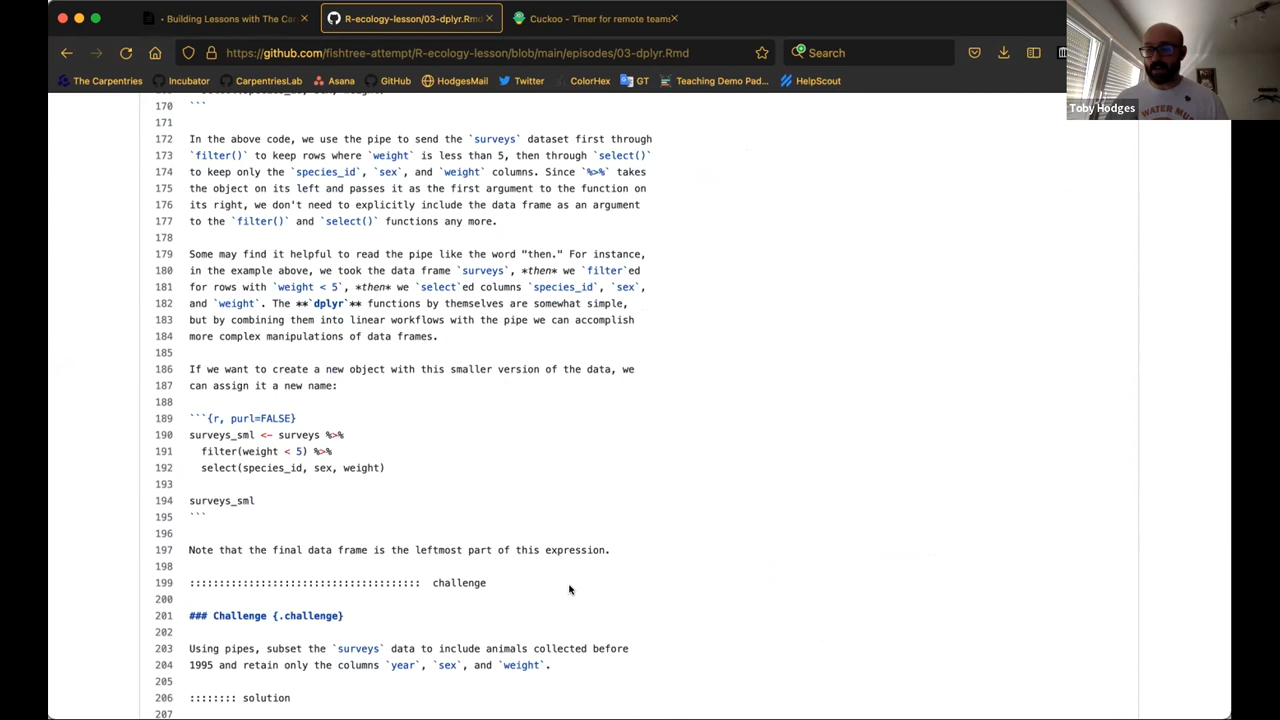 · Building Lessons with The Car
R-ecology-lesson/03-dplyr.Rmd
Cuckoo - Timer for remote teams
https://github.com/fishtree-attempt/R-ecology-lesson/blob/main/episodes/03-dplyr.Rmd
Search
The Carpentries
Incubator
CarpentriesLab
Asana
GitHub
HodgesMail
Twitter
ColorHex
GT
Teaching Demo Pad...
HelpScout
Toby Hodges
170 ```
171
172 In the above code, we use the pipe to send the `surveys` dataset first through
173 `filter()` to keep rows where `weight` is less than 5, then through `select()`
174 to keep only the `species_id`, `sex`, and `weight` columns. Since `%>%` takes
175 the object on its left and passes it as the first argument to the function on
176 its right, we don't need to explicitly include the data frame as an argument
177 to the `filter()` and `select()` functions any more.
178
179 Some may find it helpful to read the pipe like the word "then." For instance,
180 in the example above, we took the data frame `surveys`, *then* we `filter`ed
181 for rows with `weight < 5`, *then* we `select`ed columns `species_id`, `sex`,
182 and `weight`. The **`dplyr`** functions by themselves are somewhat simple,
183 but by combining them into linear workflows with the pipe we can accomplish
184 more complex manipulations of data frames.
185
186 If we want to create a new object with this smaller version of the data, we
187 can assign it a new name:
188
189 ```{r, purl=FALSE}
190 surveys_sml <- surveys %>%
191 filter(weight < 5) %>%
192 select(species_id, sex, weight)
193
194 surveys_sml
195 ```
196
197 Note that the final data frame is the leftmost part of this expression.
198
199 ::::::::::::::::::::::::::::::::::::::: challenge
200
201 ### Challenge {.challenge}
202
203 Using pipes, subset the `surveys` data to include animals collected before
204 1995 and retain only the columns `year`, `sex`, and `weight`.
205
206 :::::::: solution
207